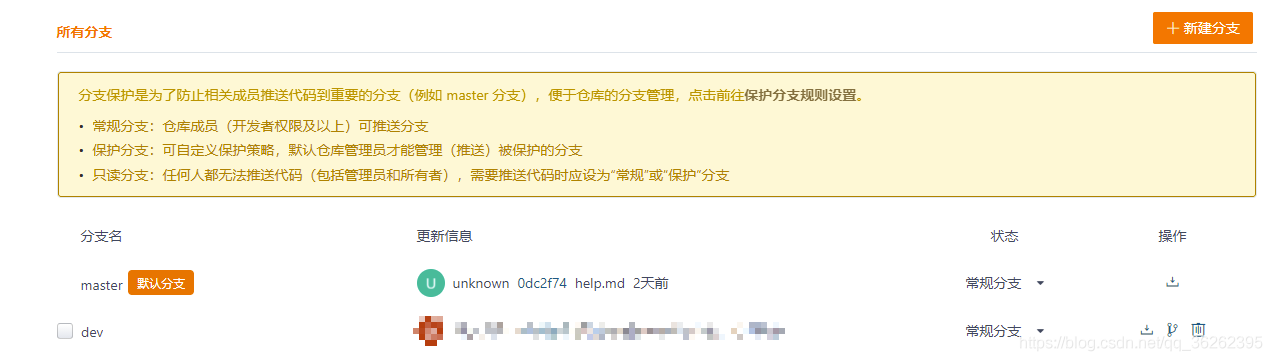 所有分支
+ 新建分支
分支保护是为了防止相关成员推送代码到重要的分支（例如 master 分支），便于仓库的分支管理，点击前往保护分支规则设置。
• 常规分支：仓库成员（开发者权限及以上）可推送分支
• 保护分支：可自定义保护策略，默认仓库管理员才能管理（推送）被保护的分支
• 只读分支：任何人都无法推送代码（包括管理员和所有者），需要推送代码时应设为“常规”或“保护”分支
分支名 更新信息 状态 操作
master 默认分支 U unknown 0dc2f74 help.md 2天前 常规分支
dev 常规分支
https://blog.csdn.net/qq_36262395